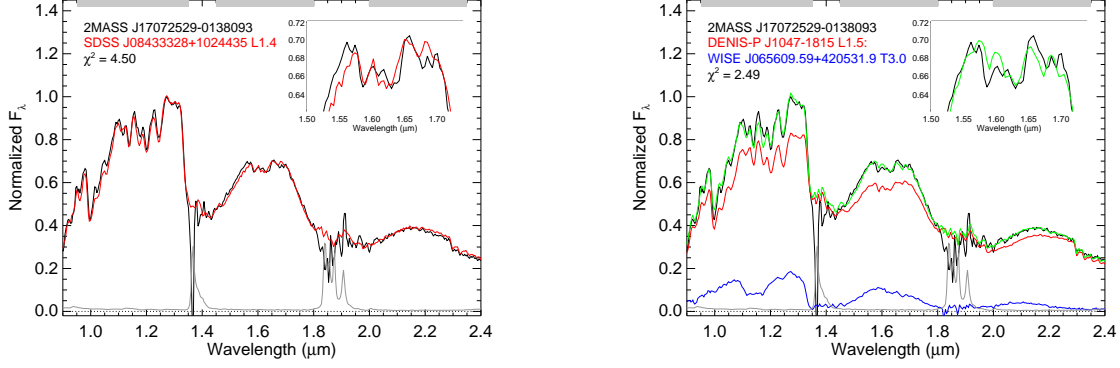 2MASS J17072529-0138093
SDSS J08433328+1024435 L1.4
χ² = 4.50
0.72
0.70
0.68
0.66
0.64
1.50 1.55 1.60 1.65 1.70
Wavelength (μm)
1.4
1.2
1.0
0.8
0.6
0.4
0.2
0.0
Normalized Fλ
1.0 1.2 1.4 1.6 1.8 2.0 2.2 2.4
Wavelength (μm)
2MASS J17072529-0138093
DENIS-P J1047-1815 L1.5:
WISE J065609.59+420531.9 T3.0
χ² = 2.49
0.72
0.70
0.68
0.66
0.64
1.50 1.55 1.60 1.65 1.70
Wavelength (μm)
1.4
1.2
1.0
0.8
0.6
0.4
0.2
0.0
Normalized Fλ
1.0 1.2 1.4 1.6 1.8 2.0 2.2 2.4
Wavelength (μm)